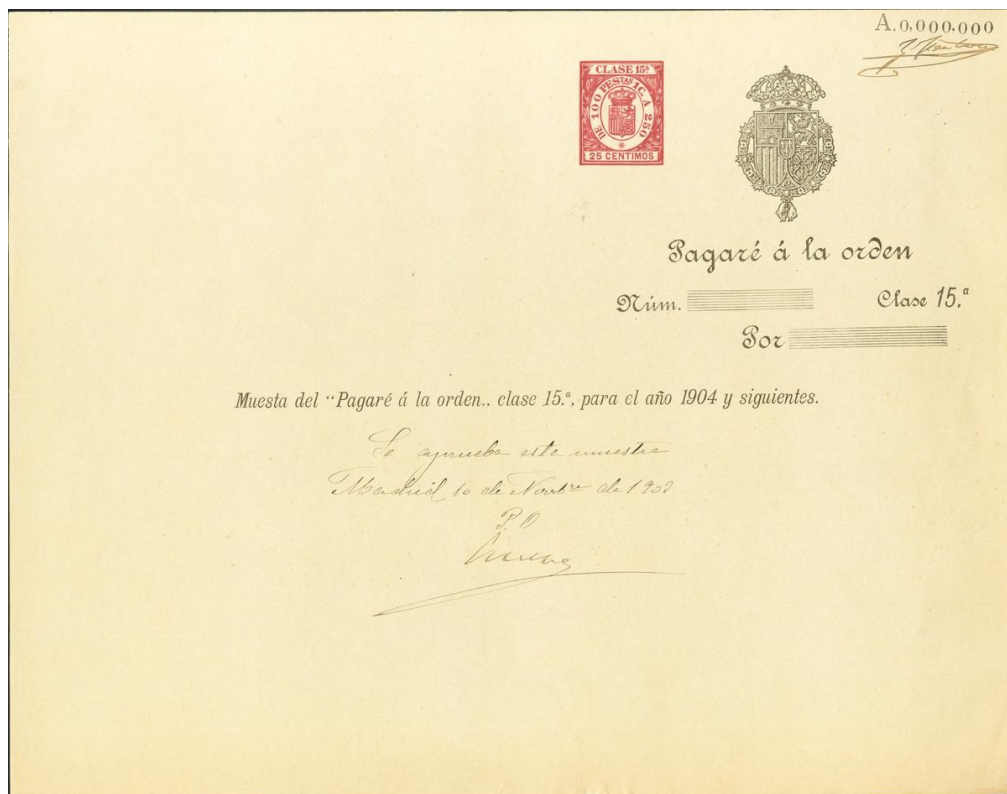 A.0,000,000
CLASE 15ª
DE 100 PESTAS 1C. A 250
25 CENTIMOS
Pagaré á la orden
Núm. Clase 15.ª
Por
Muesta del “Pagaré á la orden„ clase 15.ª, para el año 1904 y siguientes.
Se aprueba esta muestra
Madrid 10 de Novbre de 1903
P. O